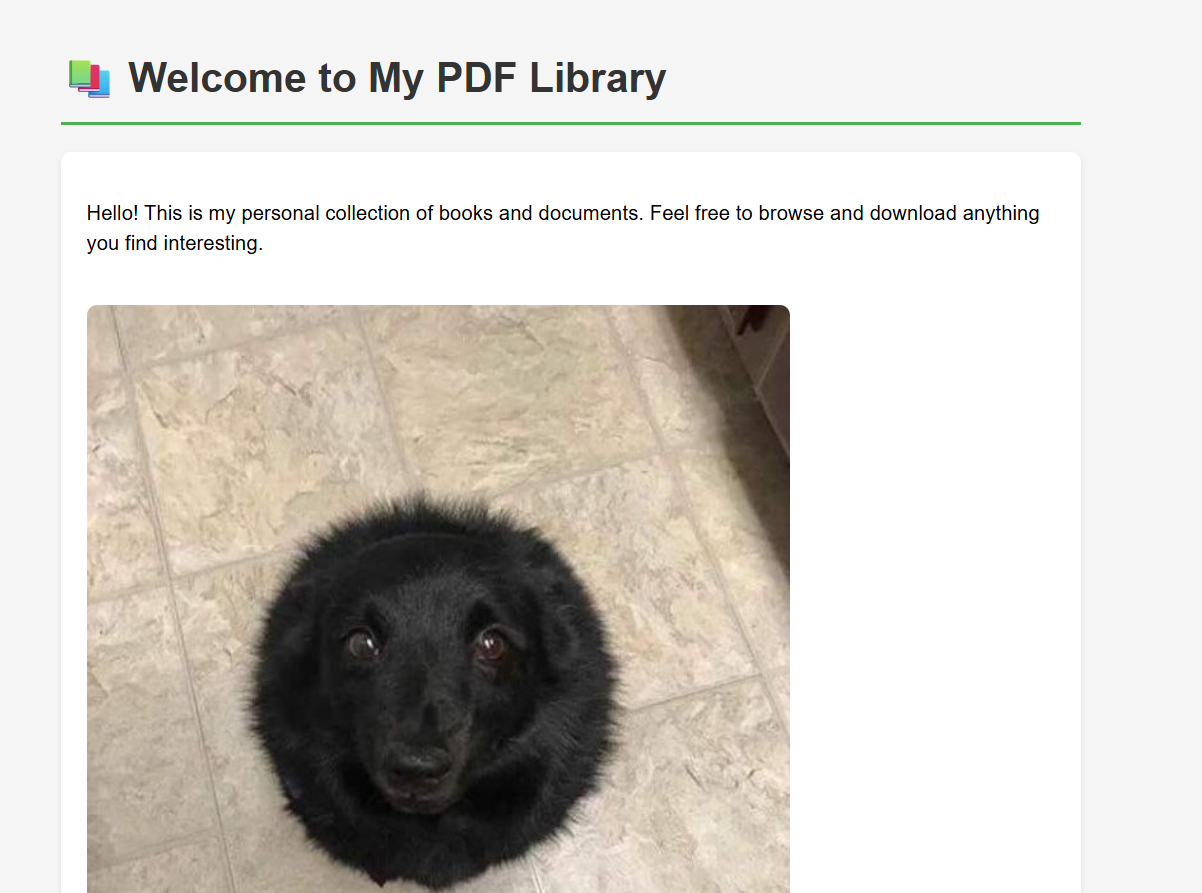 Welcome to My PDF Library
Hello! This is my personal collection of books and documents. Feel free to browse and download anything
you find interesting.